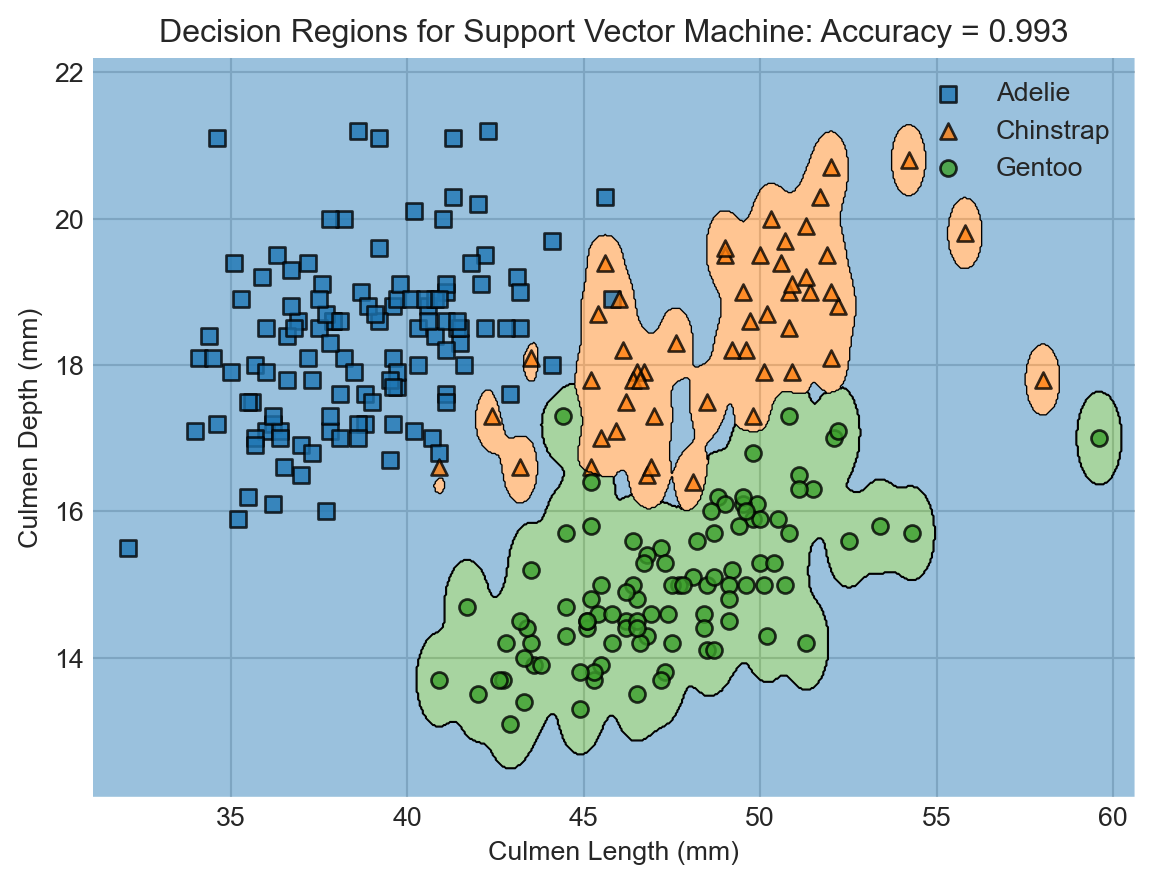 Decision Regions for Support Vector Machine: Accuracy = 0.993
22
20
18
16
14
Culmen Depth (mm)
Adelie
Chinstrap
Gentoo
35
40
45
50
55
60
Culmen Length (mm)